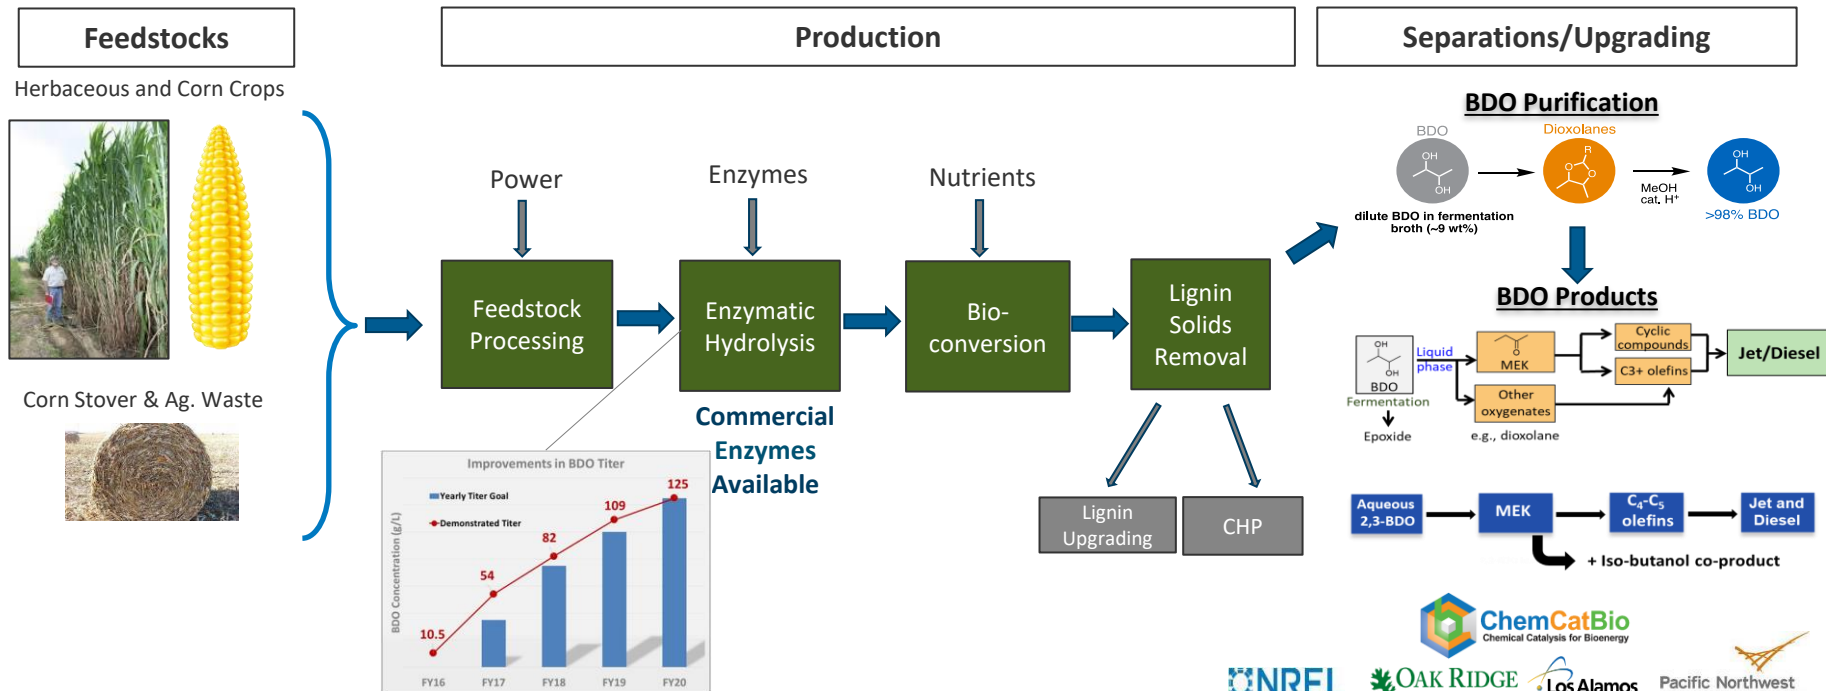 Feedstocks
Production
Separations/Upgrading
Herbaceous and Corn Crops
Corn Stover & Ag. Waste
Power
Enzymes
Nutrients
Feedstock
Processing
Enzymatic
Hydrolysis
Bio-
conversion
Lignin
Solids
Removal
Commercial
Enzymes
Available
Lignin
Upgrading
CHP
Improvements in BDO Titer
Yearly Titer Goal
Demonstrated Titer
BDO Concentration (g/L)
10.5
54
82
109
125
FY16
FY17
FY18
FY19
FY20
BDO Purification
BDO
Dioxolanes
OH
OH
R
O
O
OH
OH
MeOH
cat. H⁺
dilute BDO in fermentation
broth (~9 wt%)
>98% BDO
BDO Products
OH
OH
BDO
Liquid
phase
O
MEK
Cyclic
compounds
C3+ olefins
Jet/Diesel
Fermentation
Epoxide
Other
oxygenates
e.g., dioxolane
Aqueous
2,3-BDO
MEK
C₄-C₅
olefins
Jet and
Diesel
+ Iso-butanol co-product
ChemCatBio
Chemical Catalysis for Bioenergy
NREL
OAK RIDGE
Los Alamos
Pacific Northwest